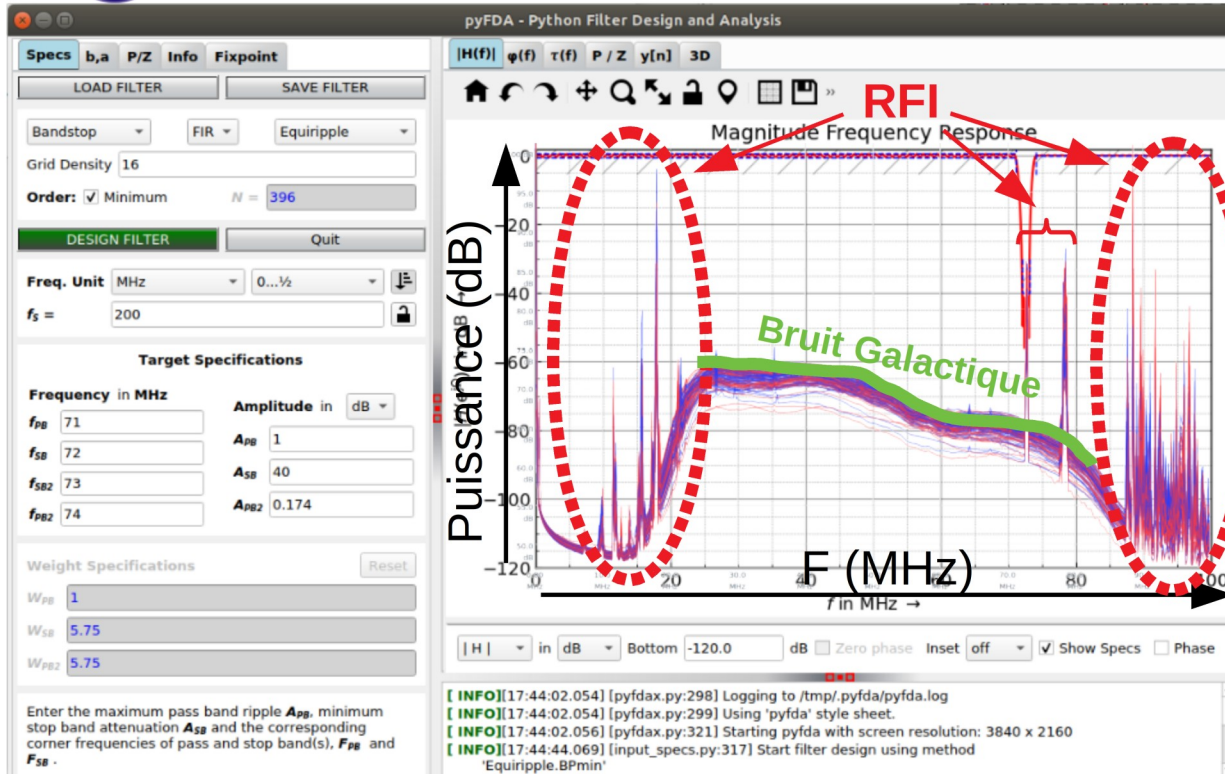 pyFDA - Python Filter Design and Analysis
Specs b,a P/Z Info Fixpoint
LOAD FILTER SAVE FILTER
Bandstop FIR Equiripple
Grid Density 16
Order: Minimum N = 396
DESIGN FILTER Quit
Freq. Unit MHz 0...½
fS = 200
Target Specifications
Frequency in MHz
Amplitude in dB
fPB 71
fSB 72
fSB2 73
fPB2 74
APB 1
ASB 40
APB2 0.174
Weight Specifications Reset
WPB 1
WSB 5.75
WPB2 5.75
Enter the maximum pass band ripple APB, minimum
stop band attenuation ASB and the corresponding
corner frequencies of pass and stop band(s), FPB and
FSB .
|H(f)| φ(f) τ(f) P / Z y[n] 3D
»
RFI
Magnitude Frequency Response
Puissance (dB)
0
−20
−40
−60
−80
−100
−120
Bruit Galactique
F (MHz)
20 80
f in MHz →
|H| in dB Bottom -120.0 dB Zero phase Inset off Show Specs Phase
[ INFO][17:44:02.054] [pyfdax.py:298] Logging to /tmp/.pyfda/pyfda.log
[ INFO][17:44:02.054] [pyfdax.py:299] Using 'pyfda' style sheet.
[ INFO][17:44:02.056] [pyfdax.py:321] Starting pyfda with screen resolution: 3840 x 2160
[ INFO][17:44:44.069] [input_specs.py:317] Start filter design using method
'Equiripple.BPmin'